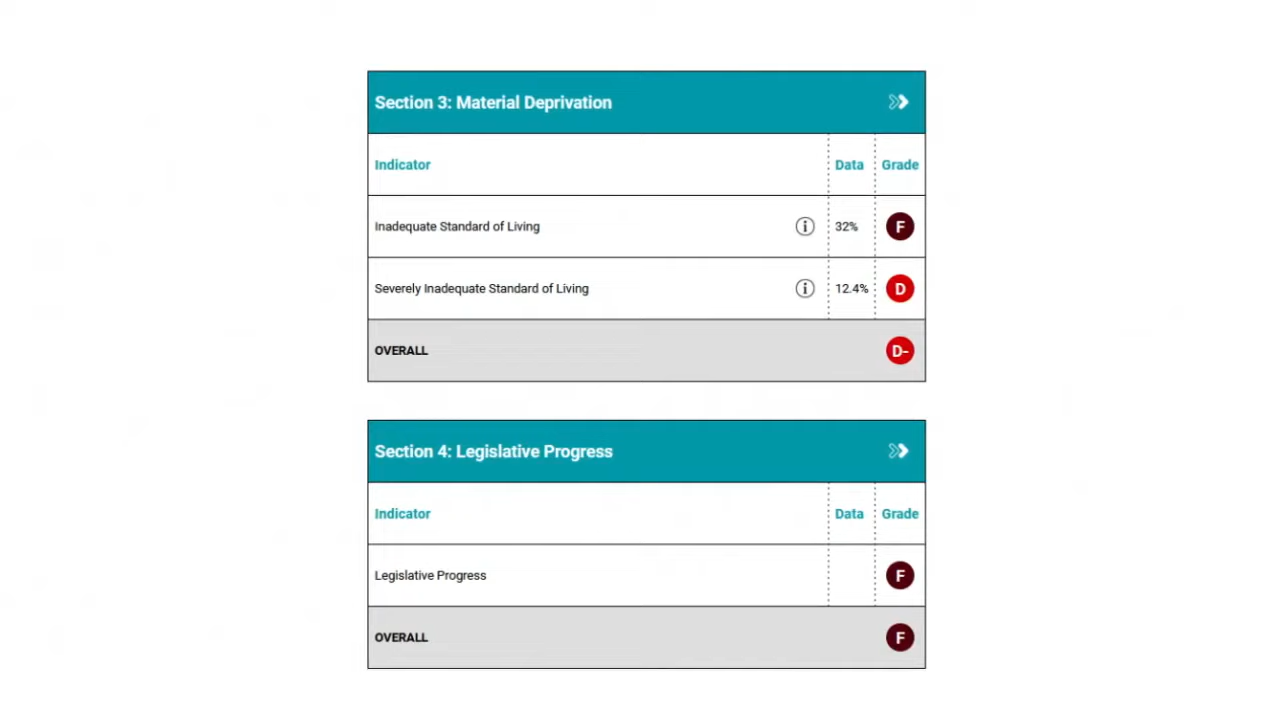 Section 3: Material Deprivation
Indicator Data Grade
Inadequate Standard of Living i 32% F
Severely Inadequate Standard of Living i 12.4% D
OVERALL D-
Section 4: Legislative Progress
Indicator Data Grade
Legislative Progress F
OVERALL F